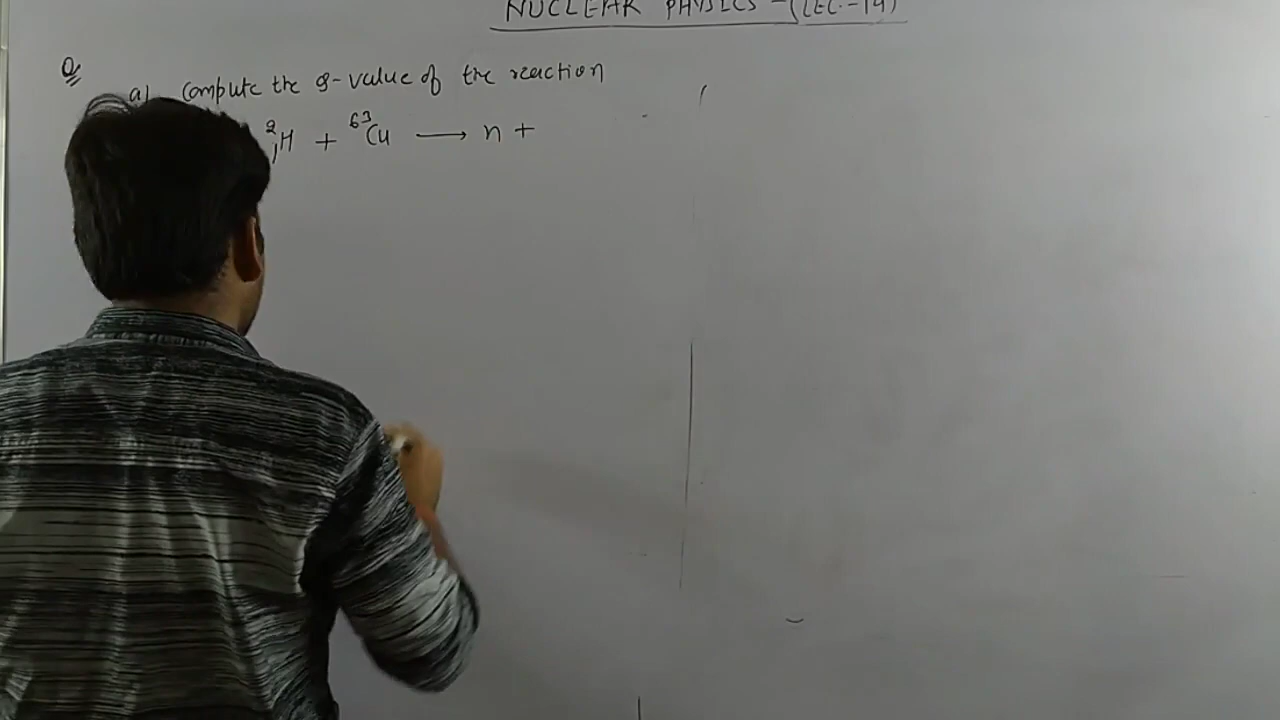 NUCLEAR PHYSICS - (LEC.-14)
Q a) compute the Q-value of the reaction
²₁H + ⁶³Cu ⟶ n +